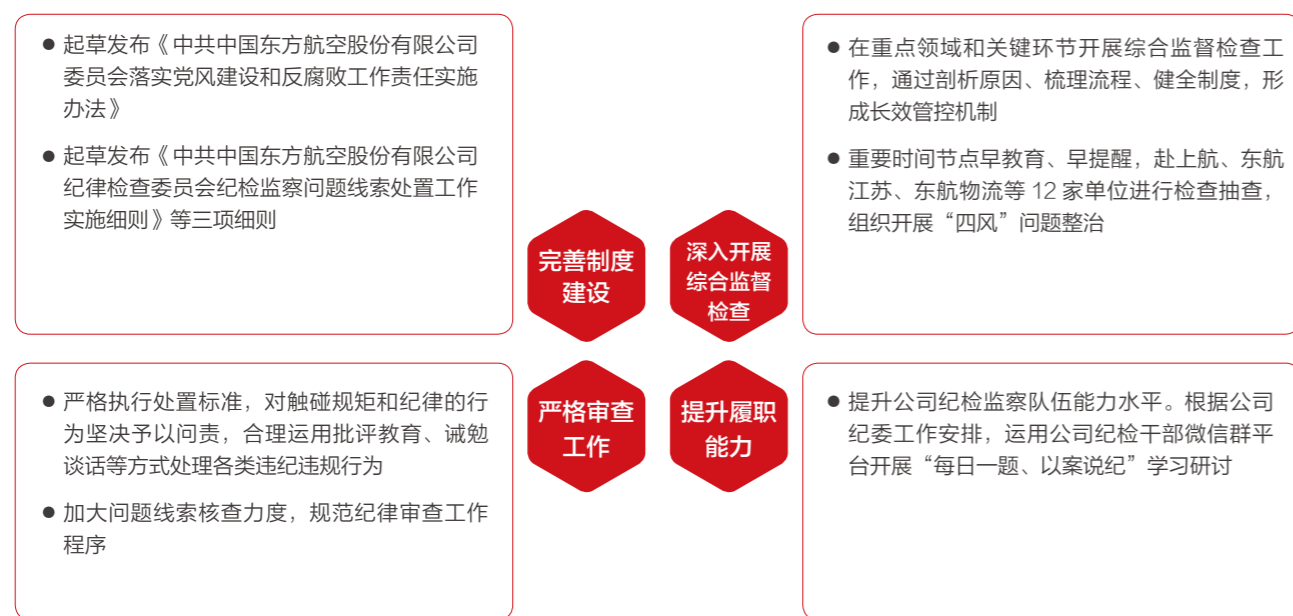 ● 起草发布《中共中国东方航空股份有限公司
委员会落实党风建设和反腐败工作责任实施
办法》
● 起草发布《中共中国东方航空股份有限公司
纪律检查委员会纪检监察问题线索处置工作
实施细则》等三项细则
完善制度
建设
深入开展
综合监督
检查
● 在重点领域和关键环节开展综合监督检查工
作，通过剖析原因、梳理流程、健全制度，形
成长效管控机制
● 重要时间节点早教育、早提醒，赴上航、东航
江苏、东航物流等 12 家单位进行检查抽查，
组织开展“四风”问题整治
● 严格执行处置标准，对触碰规矩和纪律的行
为坚决予以问责，合理运用批评教育、诫勉
谈话等方式处理各类违纪违规行为
● 加大问题线索核查力度，规范纪律审查工作
程序
严格审查
工作
提升履职
能力
● 提升公司纪检监察队伍能力水平。根据公司
纪委工作安排，运用公司纪检干部微信群平
台开展“每日一题、以案说纪”学习研讨